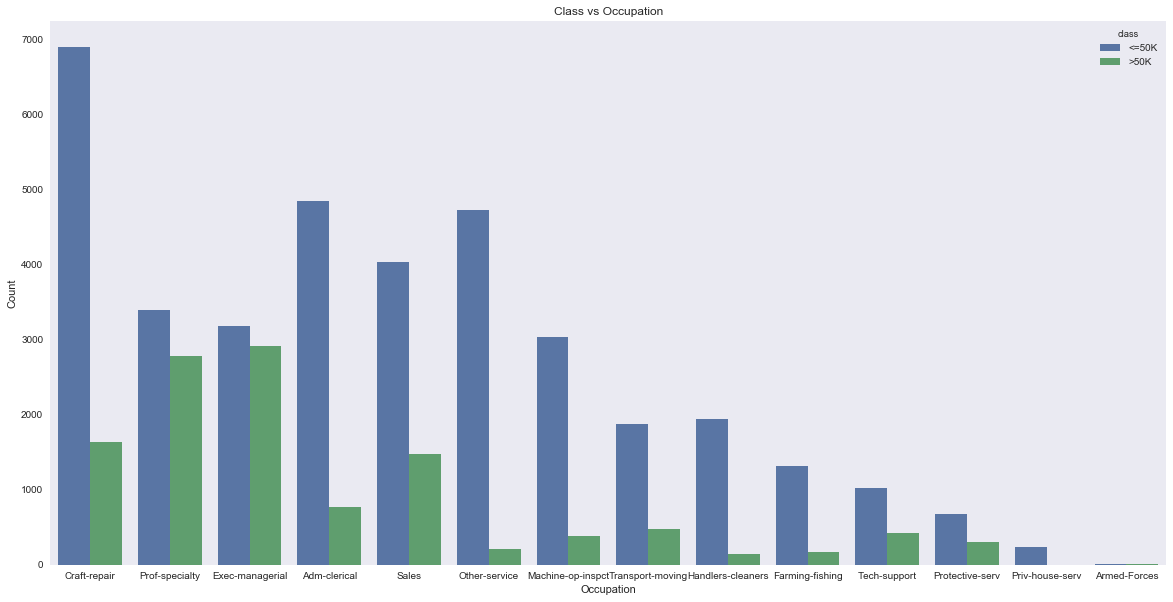 Class vs Occupation
class
<=50K
>50K
7000
6000
5000
4000
3000
2000
1000
0
Count
Craft-repair Prof-specialty Exec-managerial Adm-clerical Sales Other-service Machine-op-inspct Transport-moving Handlers-cleaners Farming-fishing Tech-support Protective-serv Priv-house-serv Armed-Forces
Occupation